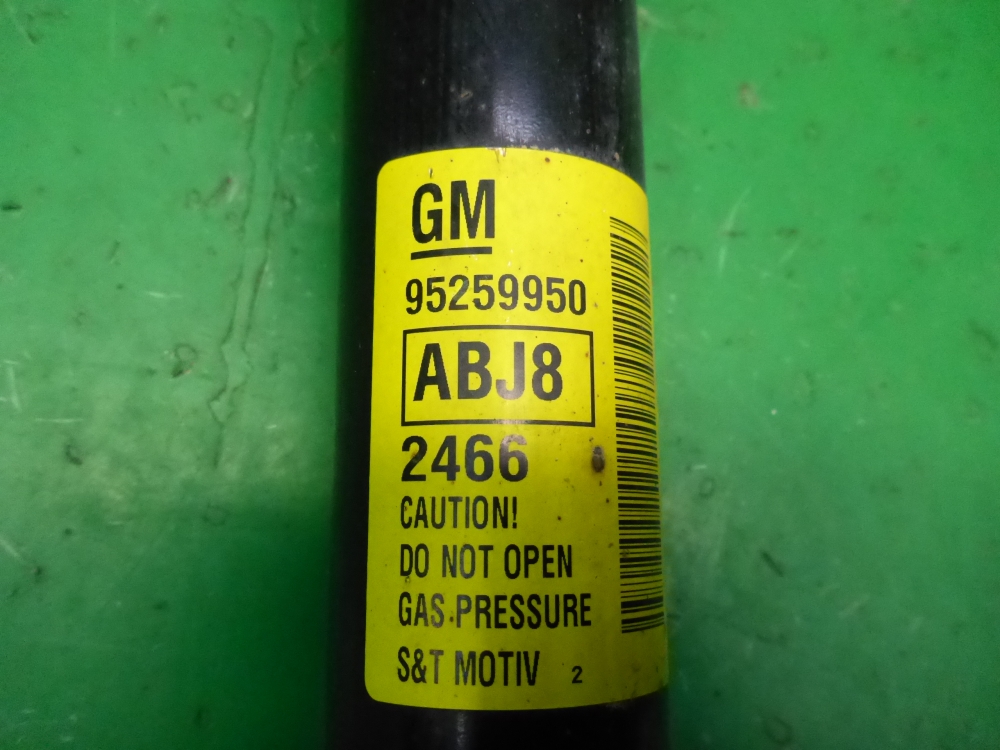 GM
95259950
ABJ8
2466
CAUTION!
DO NOT OPEN
GAS PRESSURE
S&T MOTIV 2